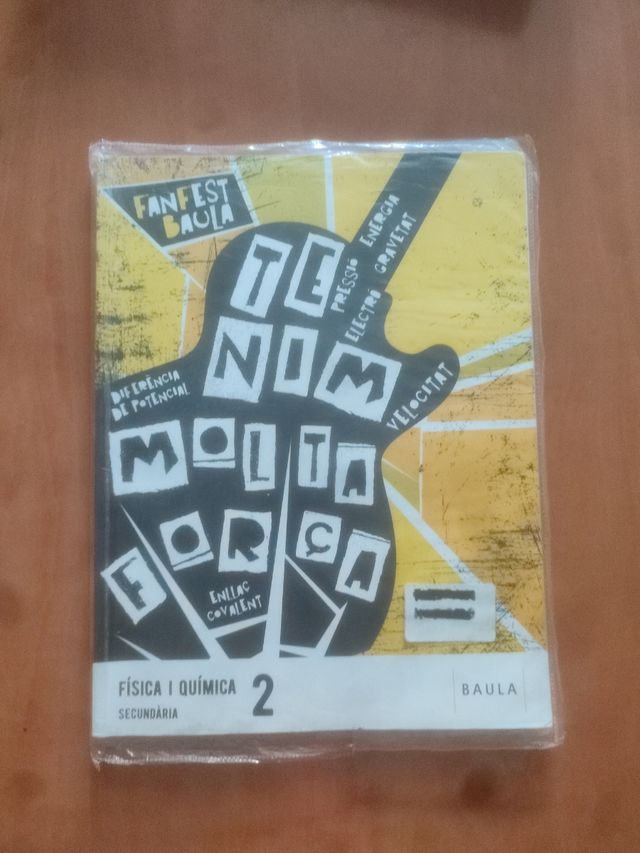 FANFEST
BAULA
TE
NIM
MOLTA
FORÇA
PRESSIÓ ENERGIA
ELECTRÓ GRAVETAT
VELOCITAT
DIFERÈNCIA
DE POTENCIAL
ENLLAÇ
COVALENT
FÍSICA I QUÍMICA 2
SECUNDÀRIA
BAULA